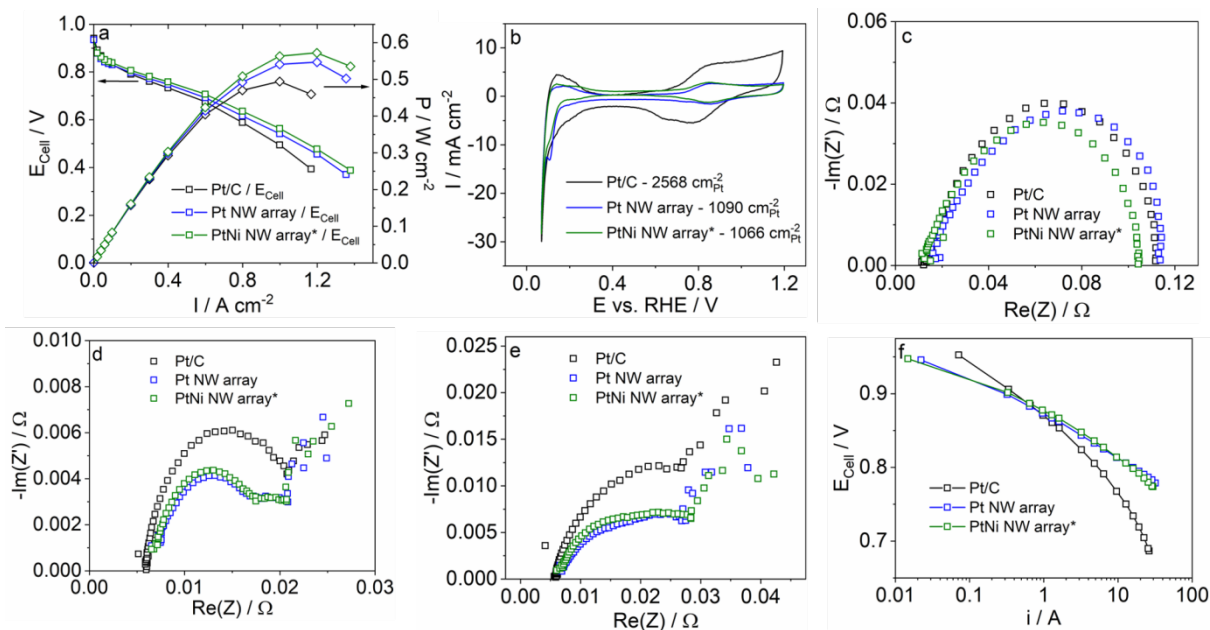 a
1.0
0.8
0.6
0.4
0.2
0.0
E_Cell / V
0.0 0.4 0.8 1.2 1.6
I / A cm⁻²
0.6
0.5
0.4
0.3
0.2
0.1
0.0
P / W cm⁻²
Pt/C / E_Cell
Pt NW array / E_Cell
PtNi NW array* / E_Cell
b
10
0
-10
-20
-30
I / mA cm⁻²
0.0 0.4 0.8 1.2
E vs. RHE / V
Pt/C - 2568 cm⁻²_Pt
Pt NW array - 1090 cm⁻²_Pt
PtNi NW array* - 1066 cm⁻²_Pt
c
0.06
0.04
0.02
0.00
-Im(Z') / Ω
0.00 0.04 0.08 0.12
Re(Z) / Ω
Pt/C
Pt NW array
PtNi NW array*
d
0.010
0.008
0.006
0.004
0.002
0.000
-Im(Z') / Ω
0.00 0.01 0.02 0.03
Re(Z) / Ω
Pt/C
Pt NW array
PtNi NW array*
e
0.025
0.020
0.015
0.010
0.005
0.000
-Im(Z') / Ω
0.00 0.01 0.02 0.03 0.04
Re(Z) / Ω
Pt/C
Pt NW array
PtNi NW array*
f
0.9
0.8
0.7
E_Cell / V
0.01 0.1 1 10 100
i / A
Pt/C
Pt NW array
PtNi NW array*